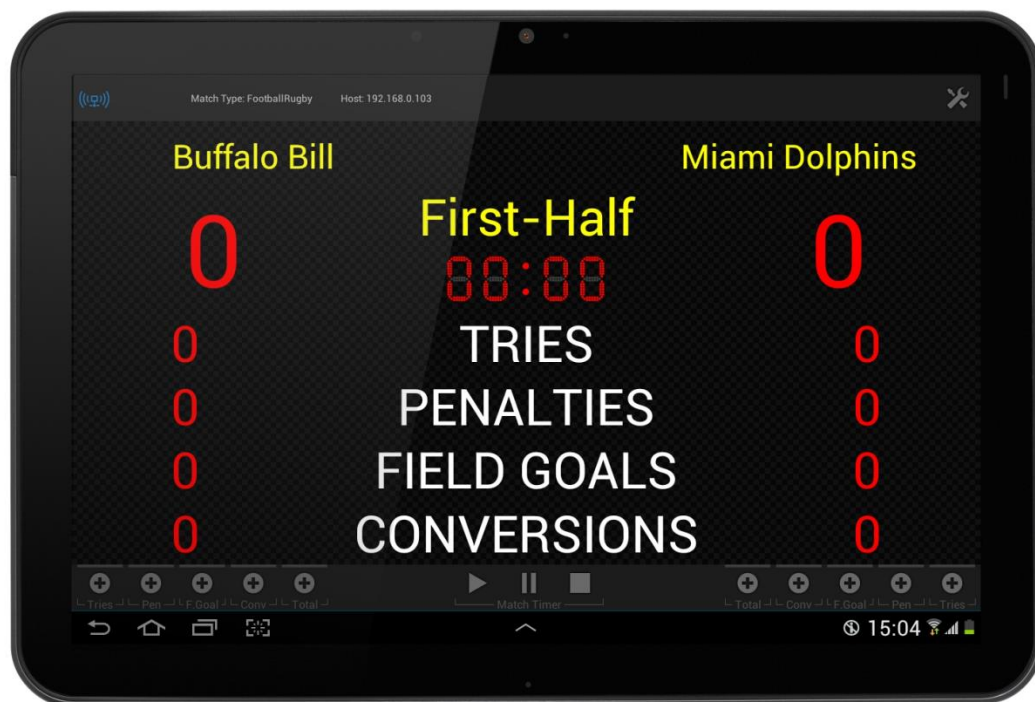 Match Type: FootballRugby Host: 192.168.0.103
Buffalo Bill Miami Dolphins
First-Half
0 0
00:00
0 TRIES 0
0 PENALTIES 0
0 FIELD GOALS 0
0 CONVERSIONS 0
Tries Pen F.Goal Conv Total Match Timer Total Conv F.Goal Pen Tries
15:04